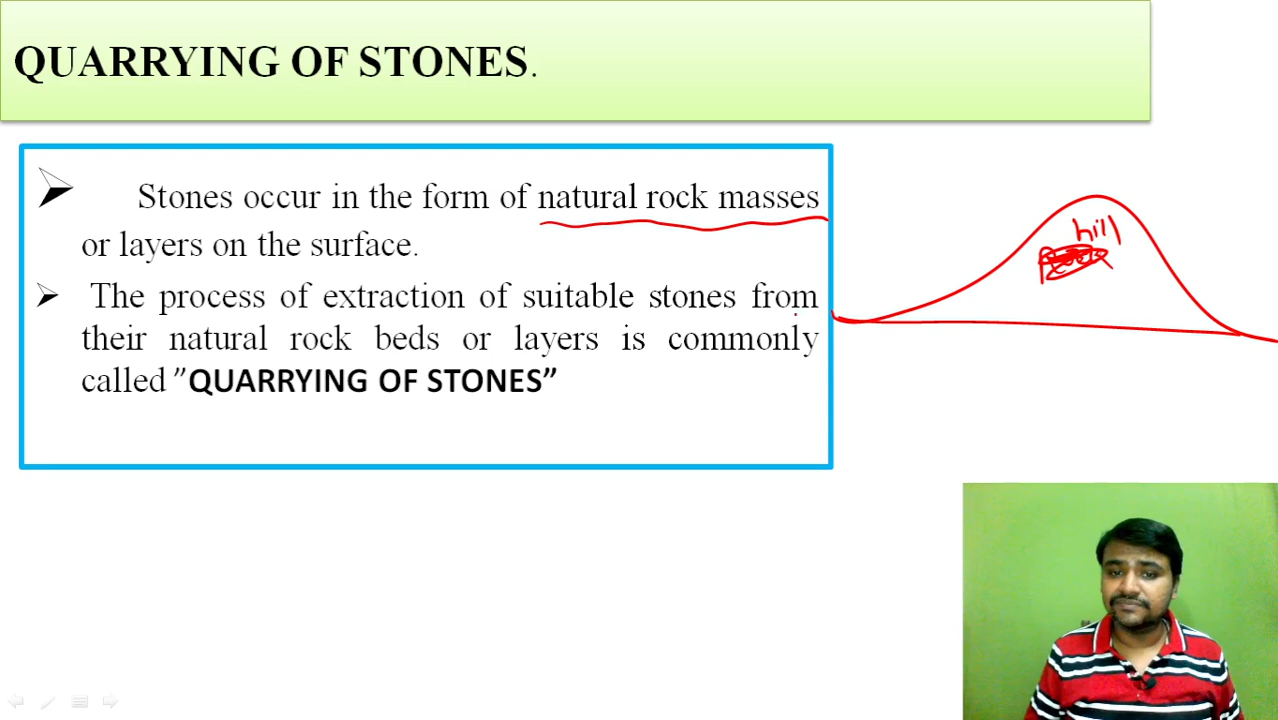 QUARRYING OF STONES.
Stones occur in the form of natural rock masses
or layers on the surface.
The process of extraction of suitable stones from
their natural rock beds or layers is commonly
called ”QUARRYING OF STONES”
hill